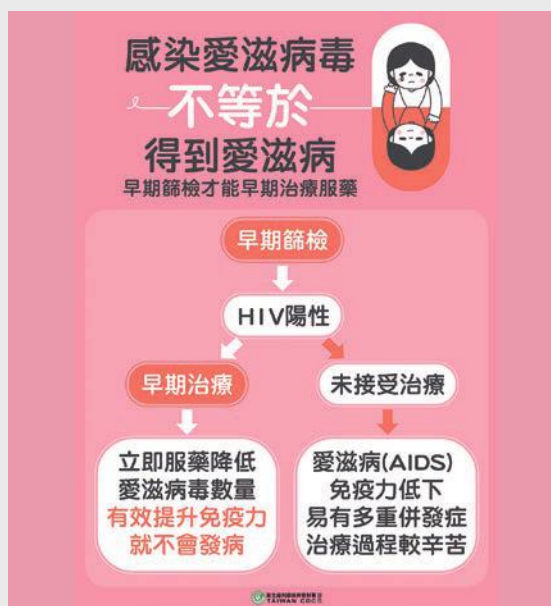 感染愛滋病毒
不等於
得到愛滋病
早期篩檢才能早期治療服藥
早期篩檢
HIV陽性
早期治療
未接受治療
立即服藥降低
愛滋病毒數量
有效提升免疫力
就不會發病
愛滋病(AIDS)
免疫力低下
易有多重併發症
治療過程較辛苦
TAIWAN CDC